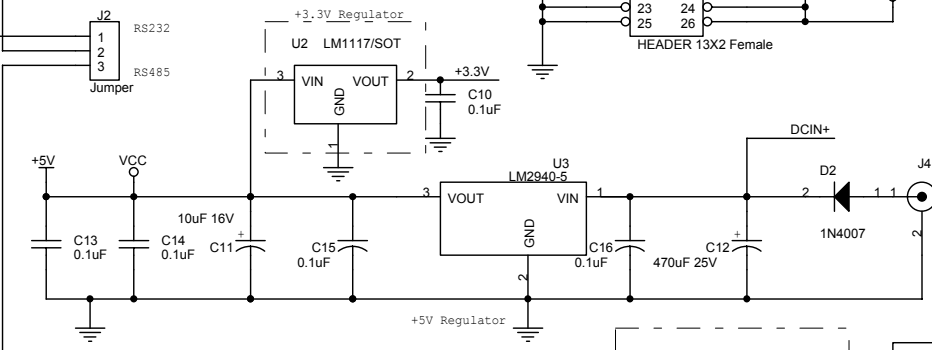 J2
RS232
1
2
3
RS485
Jumper
+3.3V Regulator
U2 LM1117/SOT
3 VIN VOUT 2
GND
1
+3.3V
C10
0.1uF
23 24
25 26
HEADER 13X2 Female
+5V
VCC
C13
0.1uF
C14
0.1uF
10uF 16V
+
C11
C15
0.1uF
U3
LM2940-5
3 VOUT VIN 1
GND
2
+5V Regulator
C16
0.1uF
+
C12
470uF 25V
DCIN+
D2
2 1 1
1N4007
J4
2